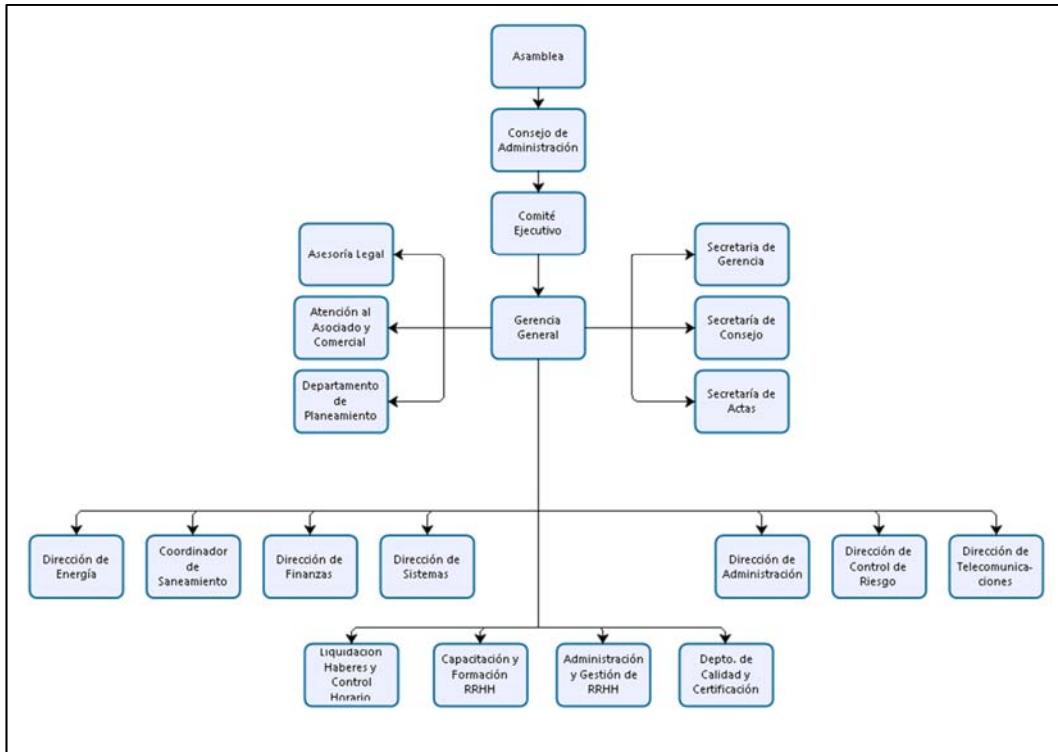 Asamblea
Consejo de
Administración
Comité
Ejecutivo
Asesoría Legal
Secretaria de
Gerencia
Atención al
Asociado y
Comercial
Gerencia
General
Secretaría de
Consejo
Departamento
de
Planeamiento
Secretaría de
Actas
Dirección de
Energía
Coordinador
de
Saneamiento
Dirección de
Finanzas
Dirección de
Sistemas
Dirección de
Administración
Dirección de
Control de
Riesgo
Dirección de
Telecomunica-
ciones
Liquidación
Haberes y
Control
Horario
Capacitación y
Formación
RRHH
Administración
y Gestión de
RRHH
Depto. de
Calidad y
Certificación